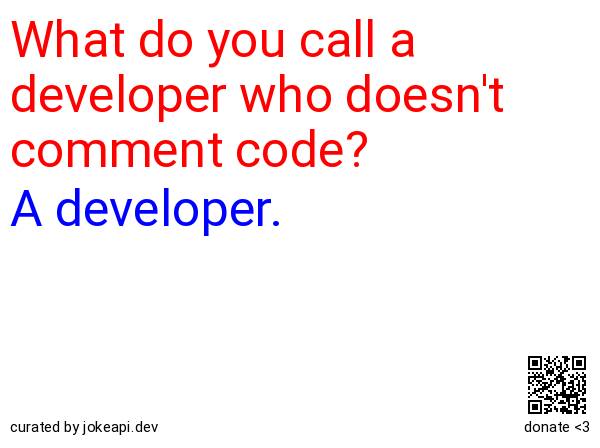 What do you call a
developer who doesn't
comment code?
A developer.
curated by jokeapi.dev
donate <3